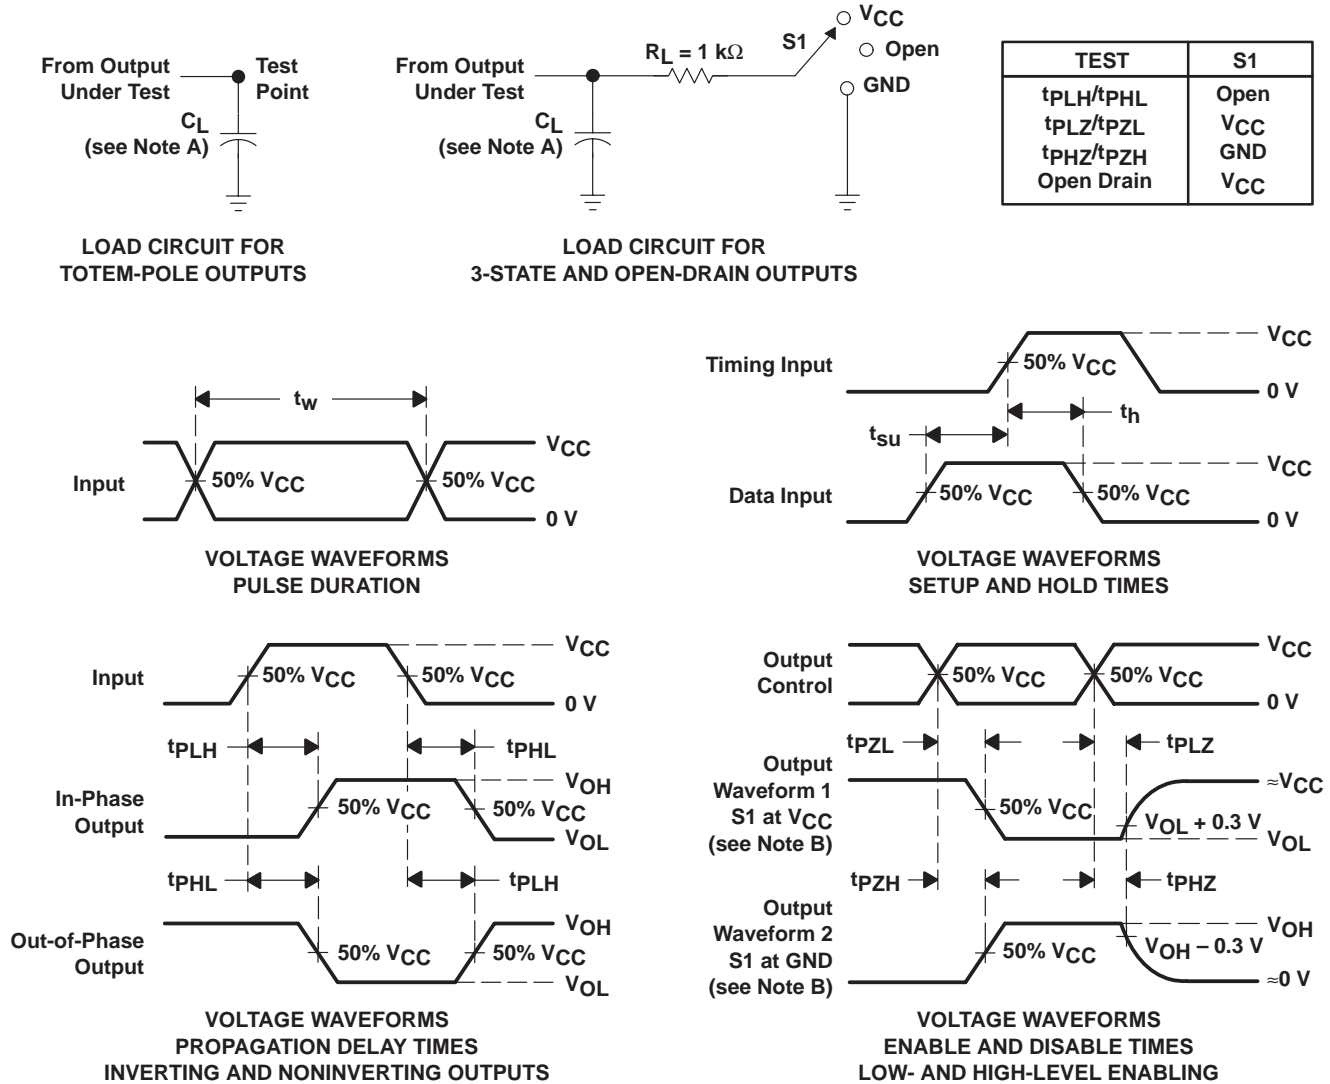 From Output
Under Test
Test
Point
CL
(see Note A)
LOAD CIRCUIT FOR
TOTEM-POLE OUTPUTS
From Output
Under Test
RL = 1 kΩ
S1
VCC
Open
GND
CL
(see Note A)
LOAD CIRCUIT FOR
3-STATE AND OPEN-DRAIN OUTPUTS
TEST S1
tPLH/tPHL Open
tPLZ/tPZL VCC
tPHZ/tPZH GND
Open Drain VCC
tw
Input
50% VCC
50% VCC
VCC
0 V
VOLTAGE WAVEFORMS
PULSE DURATION
Timing Input
50% VCC
VCC
0 V
tsu
th
Data Input
50% VCC
50% VCC
VCC
0 V
VOLTAGE WAVEFORMS
SETUP AND HOLD TIMES
Input
50% VCC
50% VCC
VCC
0 V
tPLH
tPHL
In-Phase
Output
50% VCC
50% VCC
VOH
VOL
tPHL
tPLH
Out-of-Phase
Output
50% VCC
50% VCC
VOH
VOL
VOLTAGE WAVEFORMS
PROPAGATION DELAY TIMES
INVERTING AND NONINVERTING OUTPUTS
Output
Control
50% VCC
50% VCC
VCC
0 V
tPZL
tPLZ
Output
Waveform 1
S1 at VCC
(see Note B)
50% VCC
VOL + 0.3 V
≈VCC
VOL
tPZH
tPHZ
Output
Waveform 2
S1 at GND
(see Note B)
50% VCC
VOH − 0.3 V
VOH
≈0 V
VOLTAGE WAVEFORMS
ENABLE AND DISABLE TIMES
LOW- AND HIGH-LEVEL ENABLING